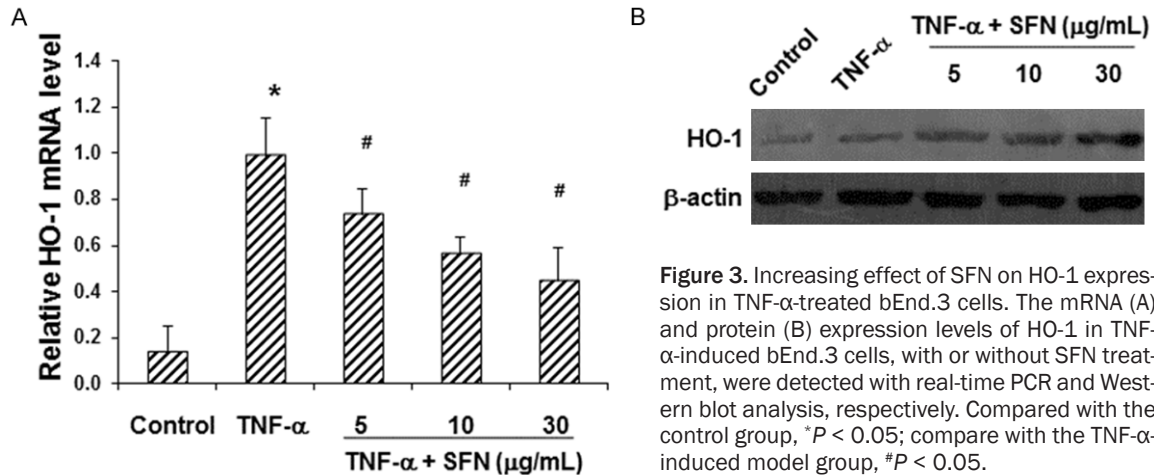 A
Relative HO-1 mRNA level
1.4
1.2
1.0
0.8
0.6
0.4
0.2
0.0
*
#
#
#
Control TNF-α 5 10 30
TNF-α + SFN (μg/mL)
B
Control
TNF-α
TNF-α + SFN (μg/mL)
5 10 30
HO-1
β-actin
Figure 3. Increasing effect of SFN on HO-1 expres-
sion in TNF-α-treated bEnd.3 cells. The mRNA (A)
and protein (B) expression levels of HO-1 in TNF-
α-induced bEnd.3 cells, with or without SFN treat-
ment, were detected with real-time PCR and West-
ern blot analysis, respectively. Compared with the
control group, *P < 0.05; compare with the TNF-α-
induced model group, #P < 0.05.